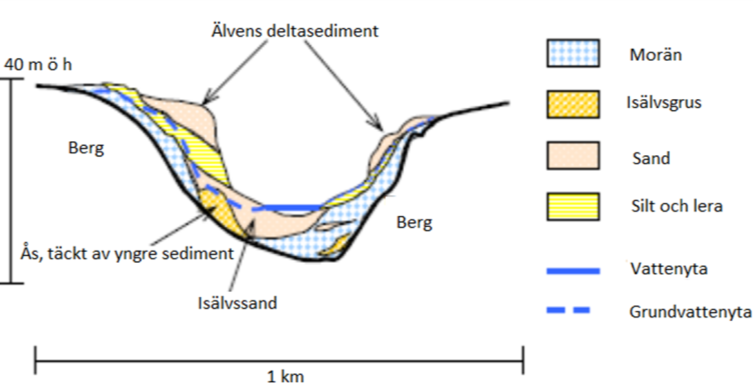 Älvens deltasediment
40 m ö h
Berg
Berg
Ås, täckt av yngre sediment
Isälvssand
1 km
Morän
Isälvsgrus
Sand
Silt och lera
Vattenyta
Grundvattenyta